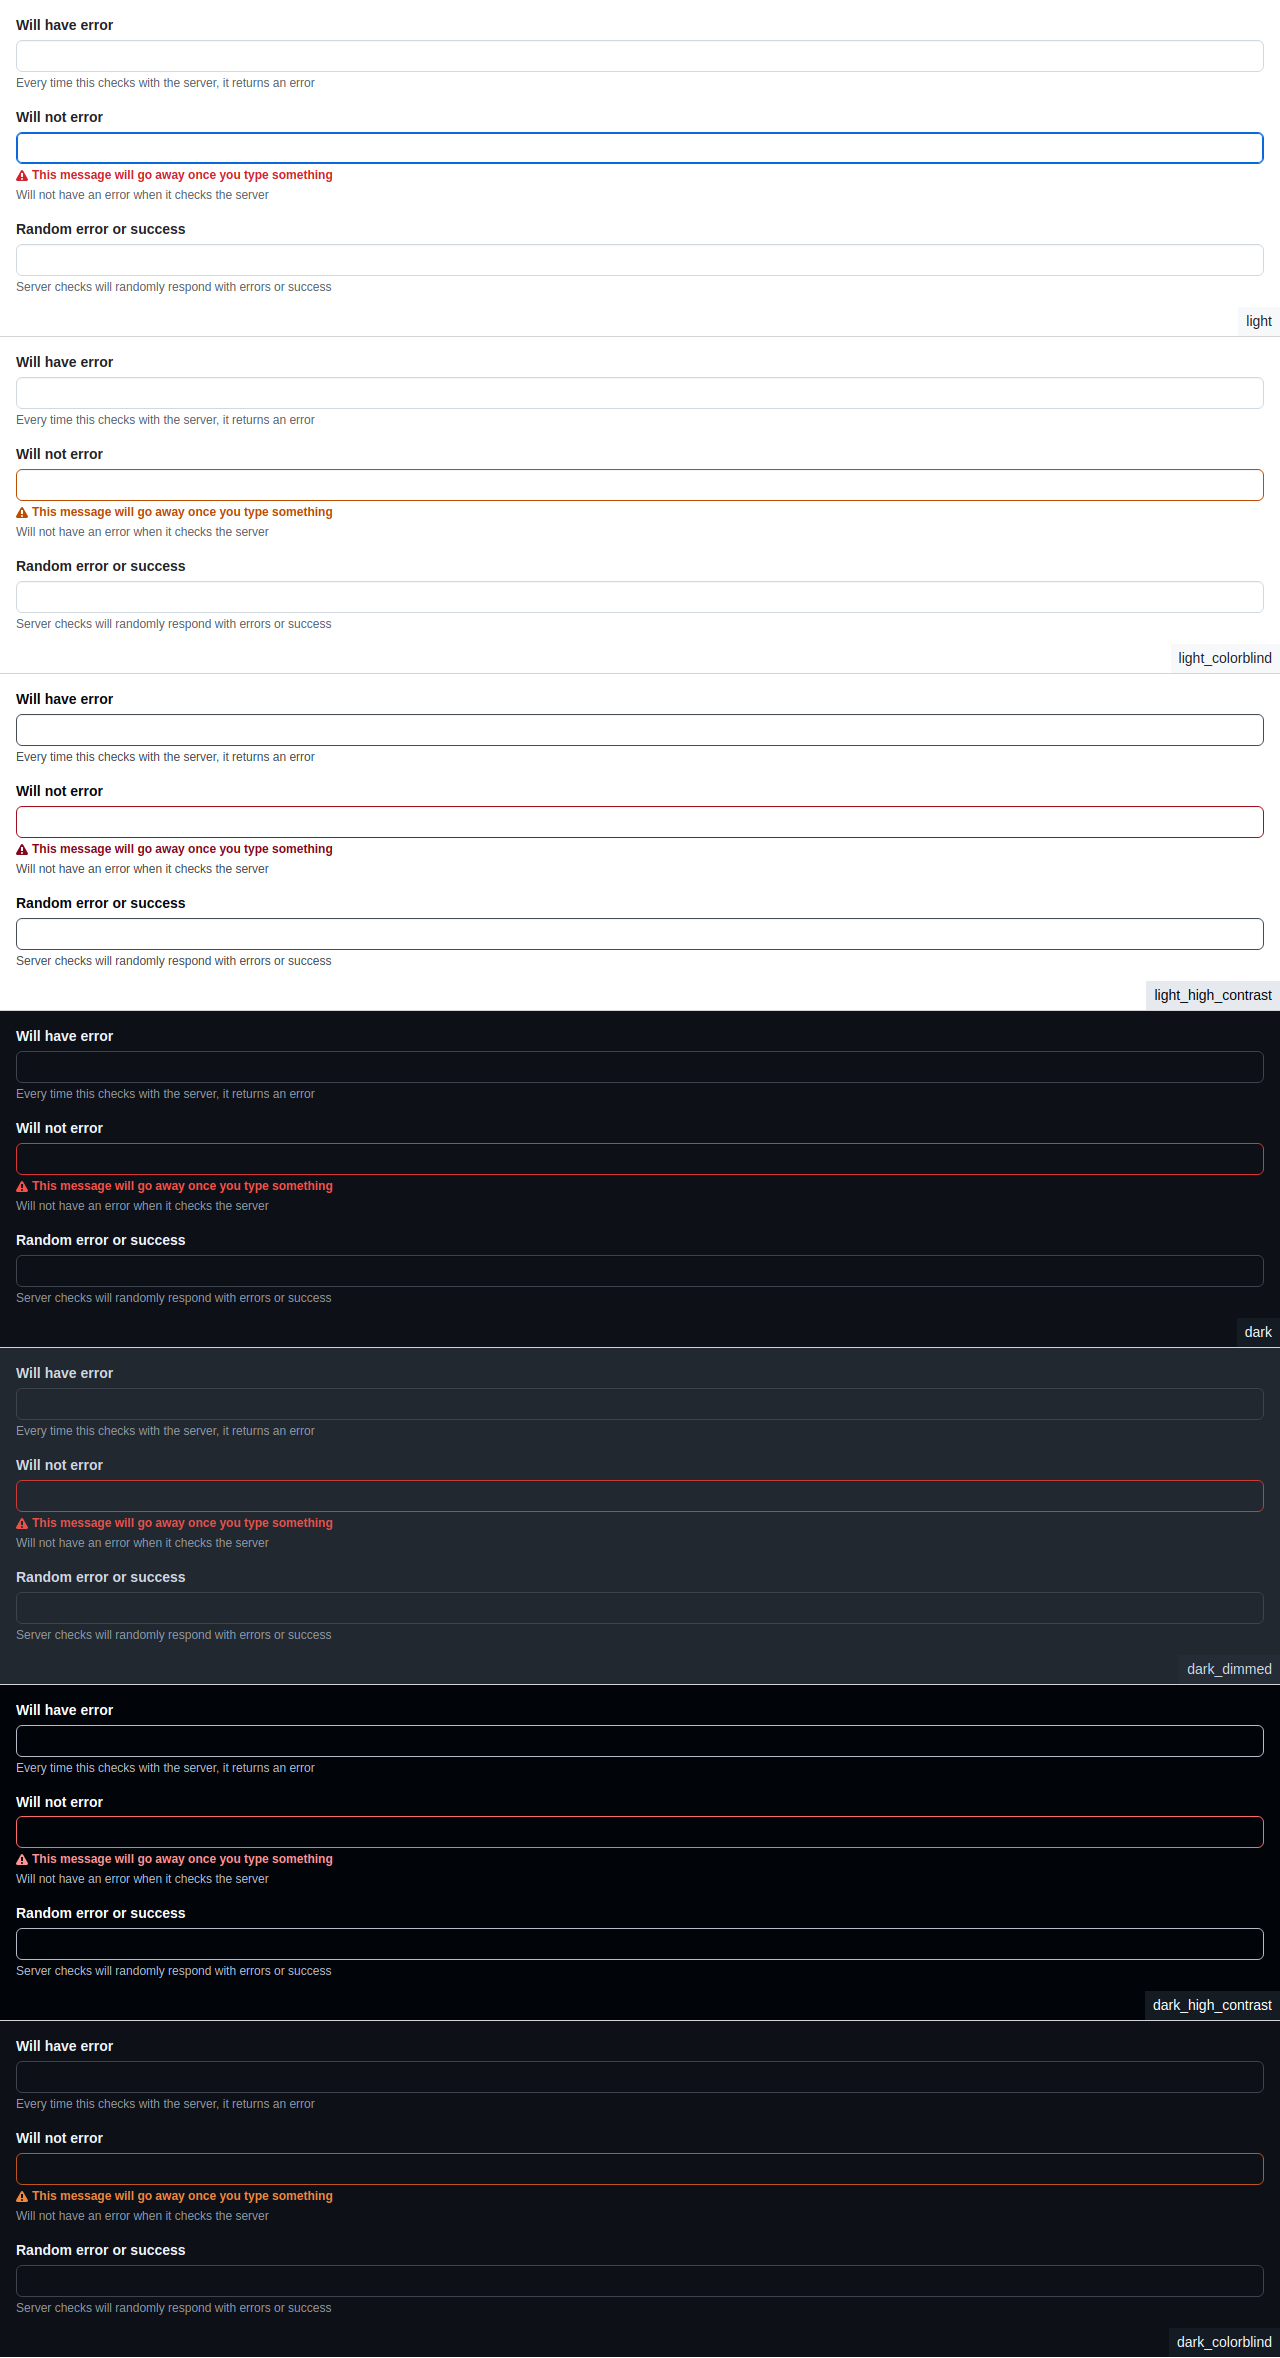 Will have error
Every time this checks with the server, it returns an error
Will not error
This message will go away once you type something
Will not have an error when it checks the server
Random error or success
Server checks will randomly respond with errors or success
light
Will have error
Every time this checks with the server, it returns an error
Will not error
This message will go away once you type something
Will not have an error when it checks the server
Random error or success
Server checks will randomly respond with errors or success
light_colorblind
Will have error
Every time this checks with the server, it returns an error
Will not error
This message will go away once you type something
Will not have an error when it checks the server
Random error or success
Server checks will randomly respond with errors or success
light_high_contrast
Will have error
Every time this checks with the server, it returns an error
Will not error
This message will go away once you type something
Will not have an error when it checks the server
Random error or success
Server checks will randomly respond with errors or success
dark
Will have error
Every time this checks with the server, it returns an error
Will not error
This message will go away once you type something
Will not have an error when it checks the server
Random error or success
Server checks will randomly respond with errors or success
dark_dimmed
Will have error
Every time this checks with the server, it returns an error
Will not error
This message will go away once you type something
Will not have an error when it checks the server
Random error or success
Server checks will randomly respond with errors or success
dark_high_contrast
Will have error
Every time this checks with the server, it returns an error
Will not error
This message will go away once you type something
Will not have an error when it checks the server
Random error or success
Server checks will randomly respond with errors or success
dark_colorblind